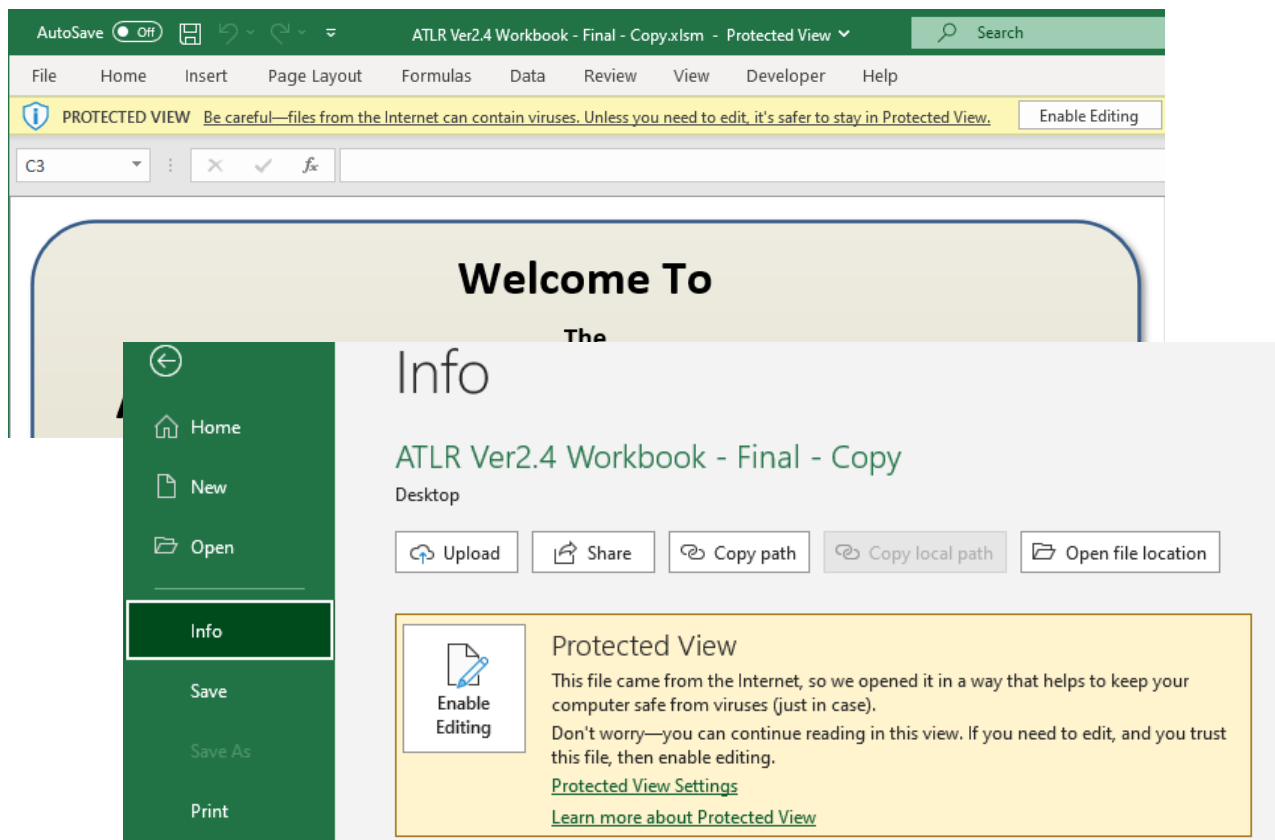 AutoSave Off ATLR Ver2.4 Workbook - Final - Copy.xlsm - Protected View Search
File Home Insert Page Layout Formulas Data Review View Developer Help
PROTECTED VIEW Be careful—files from the Internet can contain viruses. Unless you need to edit, it's safer to stay in Protected View. Enable Editing
C3 fx
Welcome To
The
Info
Home
ATLR Ver2.4 Workbook - Final - Copy
New
Desktop
Open
Upload Share Copy path Copy local path Open file location
Info
Protected View
This file came from the Internet, so we opened it in a way that helps to keep your
computer safe from viruses (just in case).
Don't worry—you can continue reading in this view. If you need to edit, and you trust
this file, then enable editing.
Protected View Settings
Learn more about Protected View
Enable
Editing
Save
Save As
Print